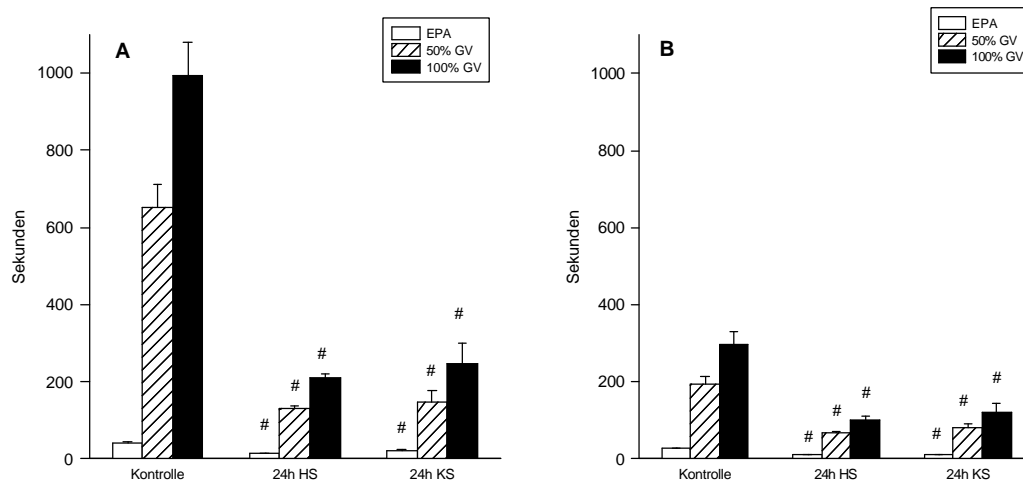 A
EPA
50% GV
100% GV
1000
800
600
400
200
0
Sekunden
# # #
# # #
Kontrolle 24h HS 24h KS
B
EPA
50% GV
100% GV
1000
800
600
400
200
0
Sekunden
# # #
# # #
Kontrolle 24h HS 24h KS